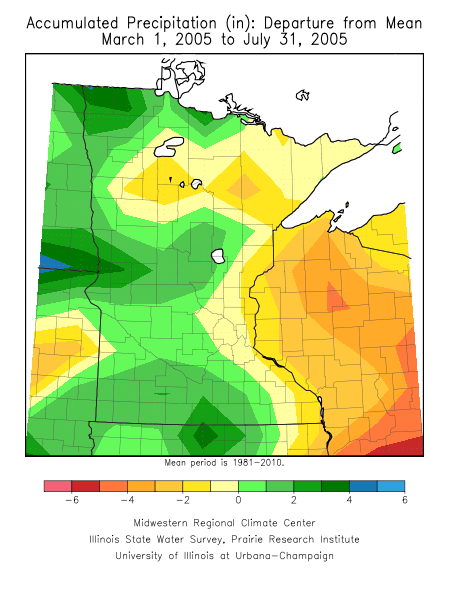 Accumulated Precipitation (in): Departure from Mean
March 1, 2005 to July 31, 2005
Mean period is 1981-2010.
-6 -4 -2 0 2 4 6
Midwestern Regional Climate Center
Illinois State Water Survey, Prairie Research Institute
University of Illinois at Urbana-Champaign